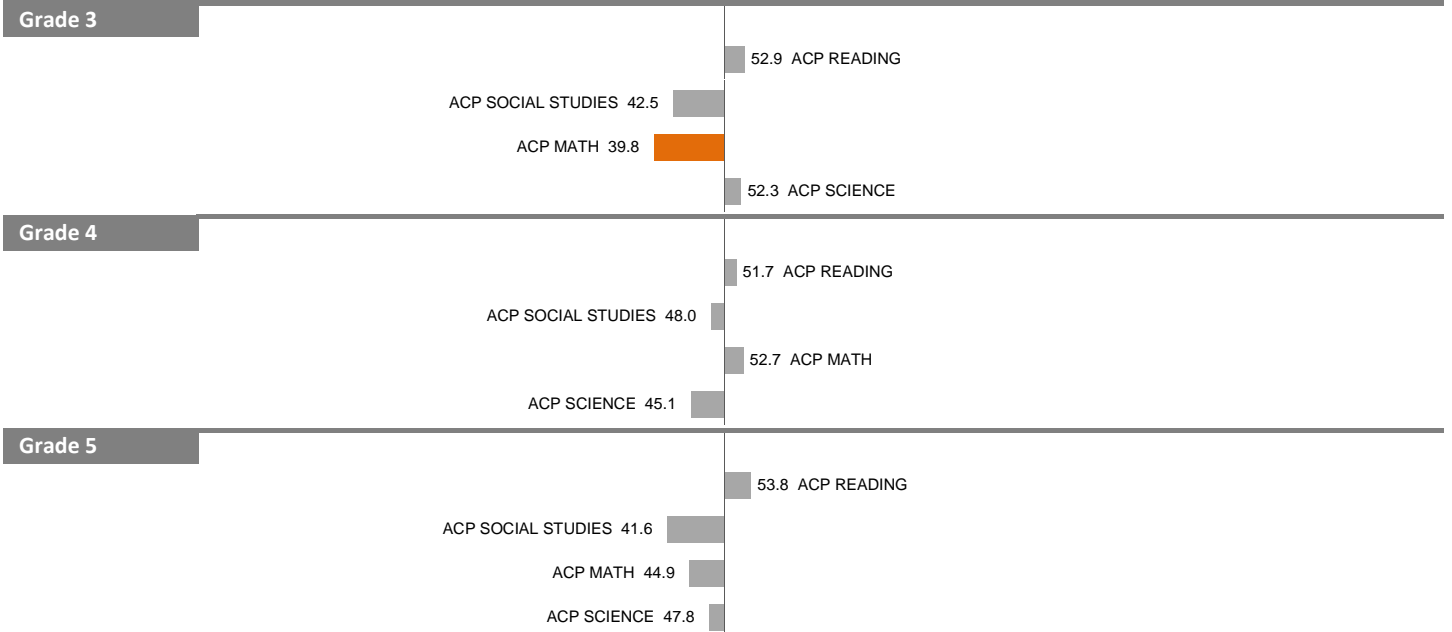 Grade 3
52.9 ACP READING
ACP SOCIAL STUDIES 42.5
ACP MATH 39.8
52.3 ACP SCIENCE
Grade 4
51.7 ACP READING
ACP SOCIAL STUDIES 48.0
52.7 ACP MATH
ACP SCIENCE 45.1
Grade 5
53.8 ACP READING
ACP SOCIAL STUDIES 41.6
ACP MATH 44.9
ACP SCIENCE 47.8